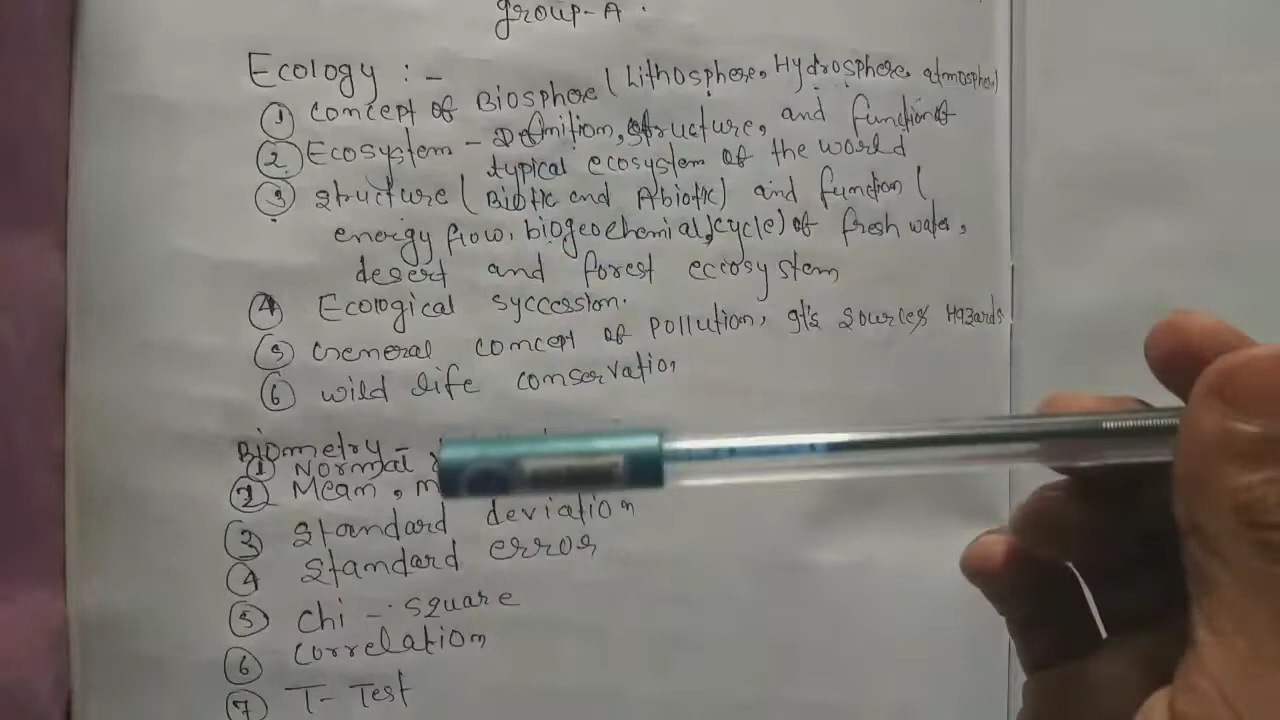 group-A.
Ecology :-
① concept of Biosphoe (Lithosphere, Hydrosphere, atmosphere)
② Ecosystem - Definition, structure, and function of
typical ecosystem of the world
③ structure (Biotic and Abiotic) and function (
energy flow, biogeochemical cycle) of fresh water,
desert and forest eccosystem
④ Ecological syccession.
⑤ General concept of pollution, It's sources Hazards
⑥ wild life conservation
Biometry -
① Normal
② Mean,
③ Standard deviation
④ Standard error
⑤ Chi - square
⑥ correlation
⑦ T- Test